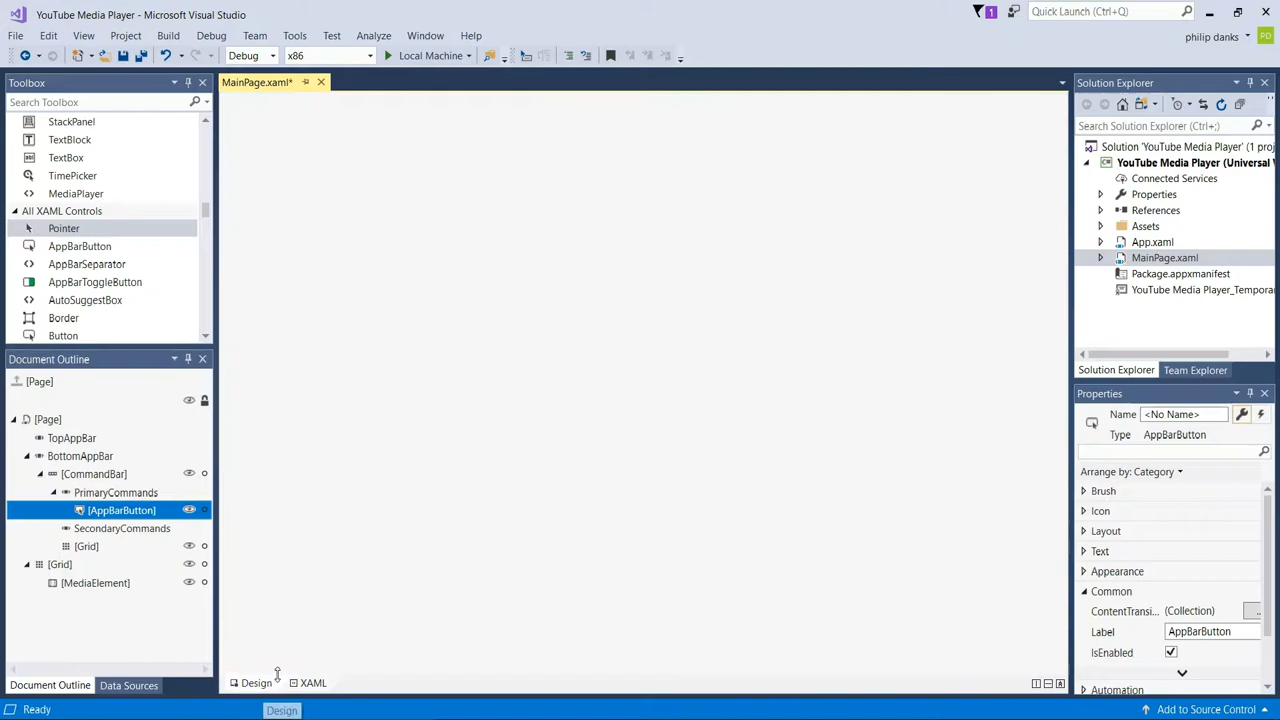 YouTube Media Player - Microsoft Visual Studio
1
Quick Launch (Ctrl+Q)
File Edit View Project Build Debug Team Tools Test Analyze Window Help
philip danks
PD
Debug
x86
Local Machine
Toolbox
Search Toolbox
StackPanel
TextBlock
TextBox
TimePicker
MediaPlayer
All XAML Controls
Pointer
AppBarButton
AppBarSeparator
AppBarToggleButton
AutoSuggestBox
Border
Button
Document Outline
[Page]
[Page]
TopAppBar
BottomAppBar
[CommandBar]
PrimaryCommands
[AppBarButton]
SecondaryCommands
[Grid]
[Grid]
[MediaElement]
Document Outline Data Sources
MainPage.xaml*
Design XAML
Solution Explorer
Search Solution Explorer (Ctrl+;)
Solution 'YouTube Media Player' (1 proj
YouTube Media Player (Universal
Connected Services
Properties
References
Assets
App.xaml
MainPage.xaml
Package.appxmanifest
YouTube Media Player_Tempora
Solution Explorer Team Explorer
Properties
Name <No Name>
Type AppBarButton
Arrange by: Category
Brush
Icon
Layout
Text
Appearance
Common
ContentTransi... (Collection) ...
Label AppBarButton
IsEnabled
Automation
Ready
Design
Add to Source Control